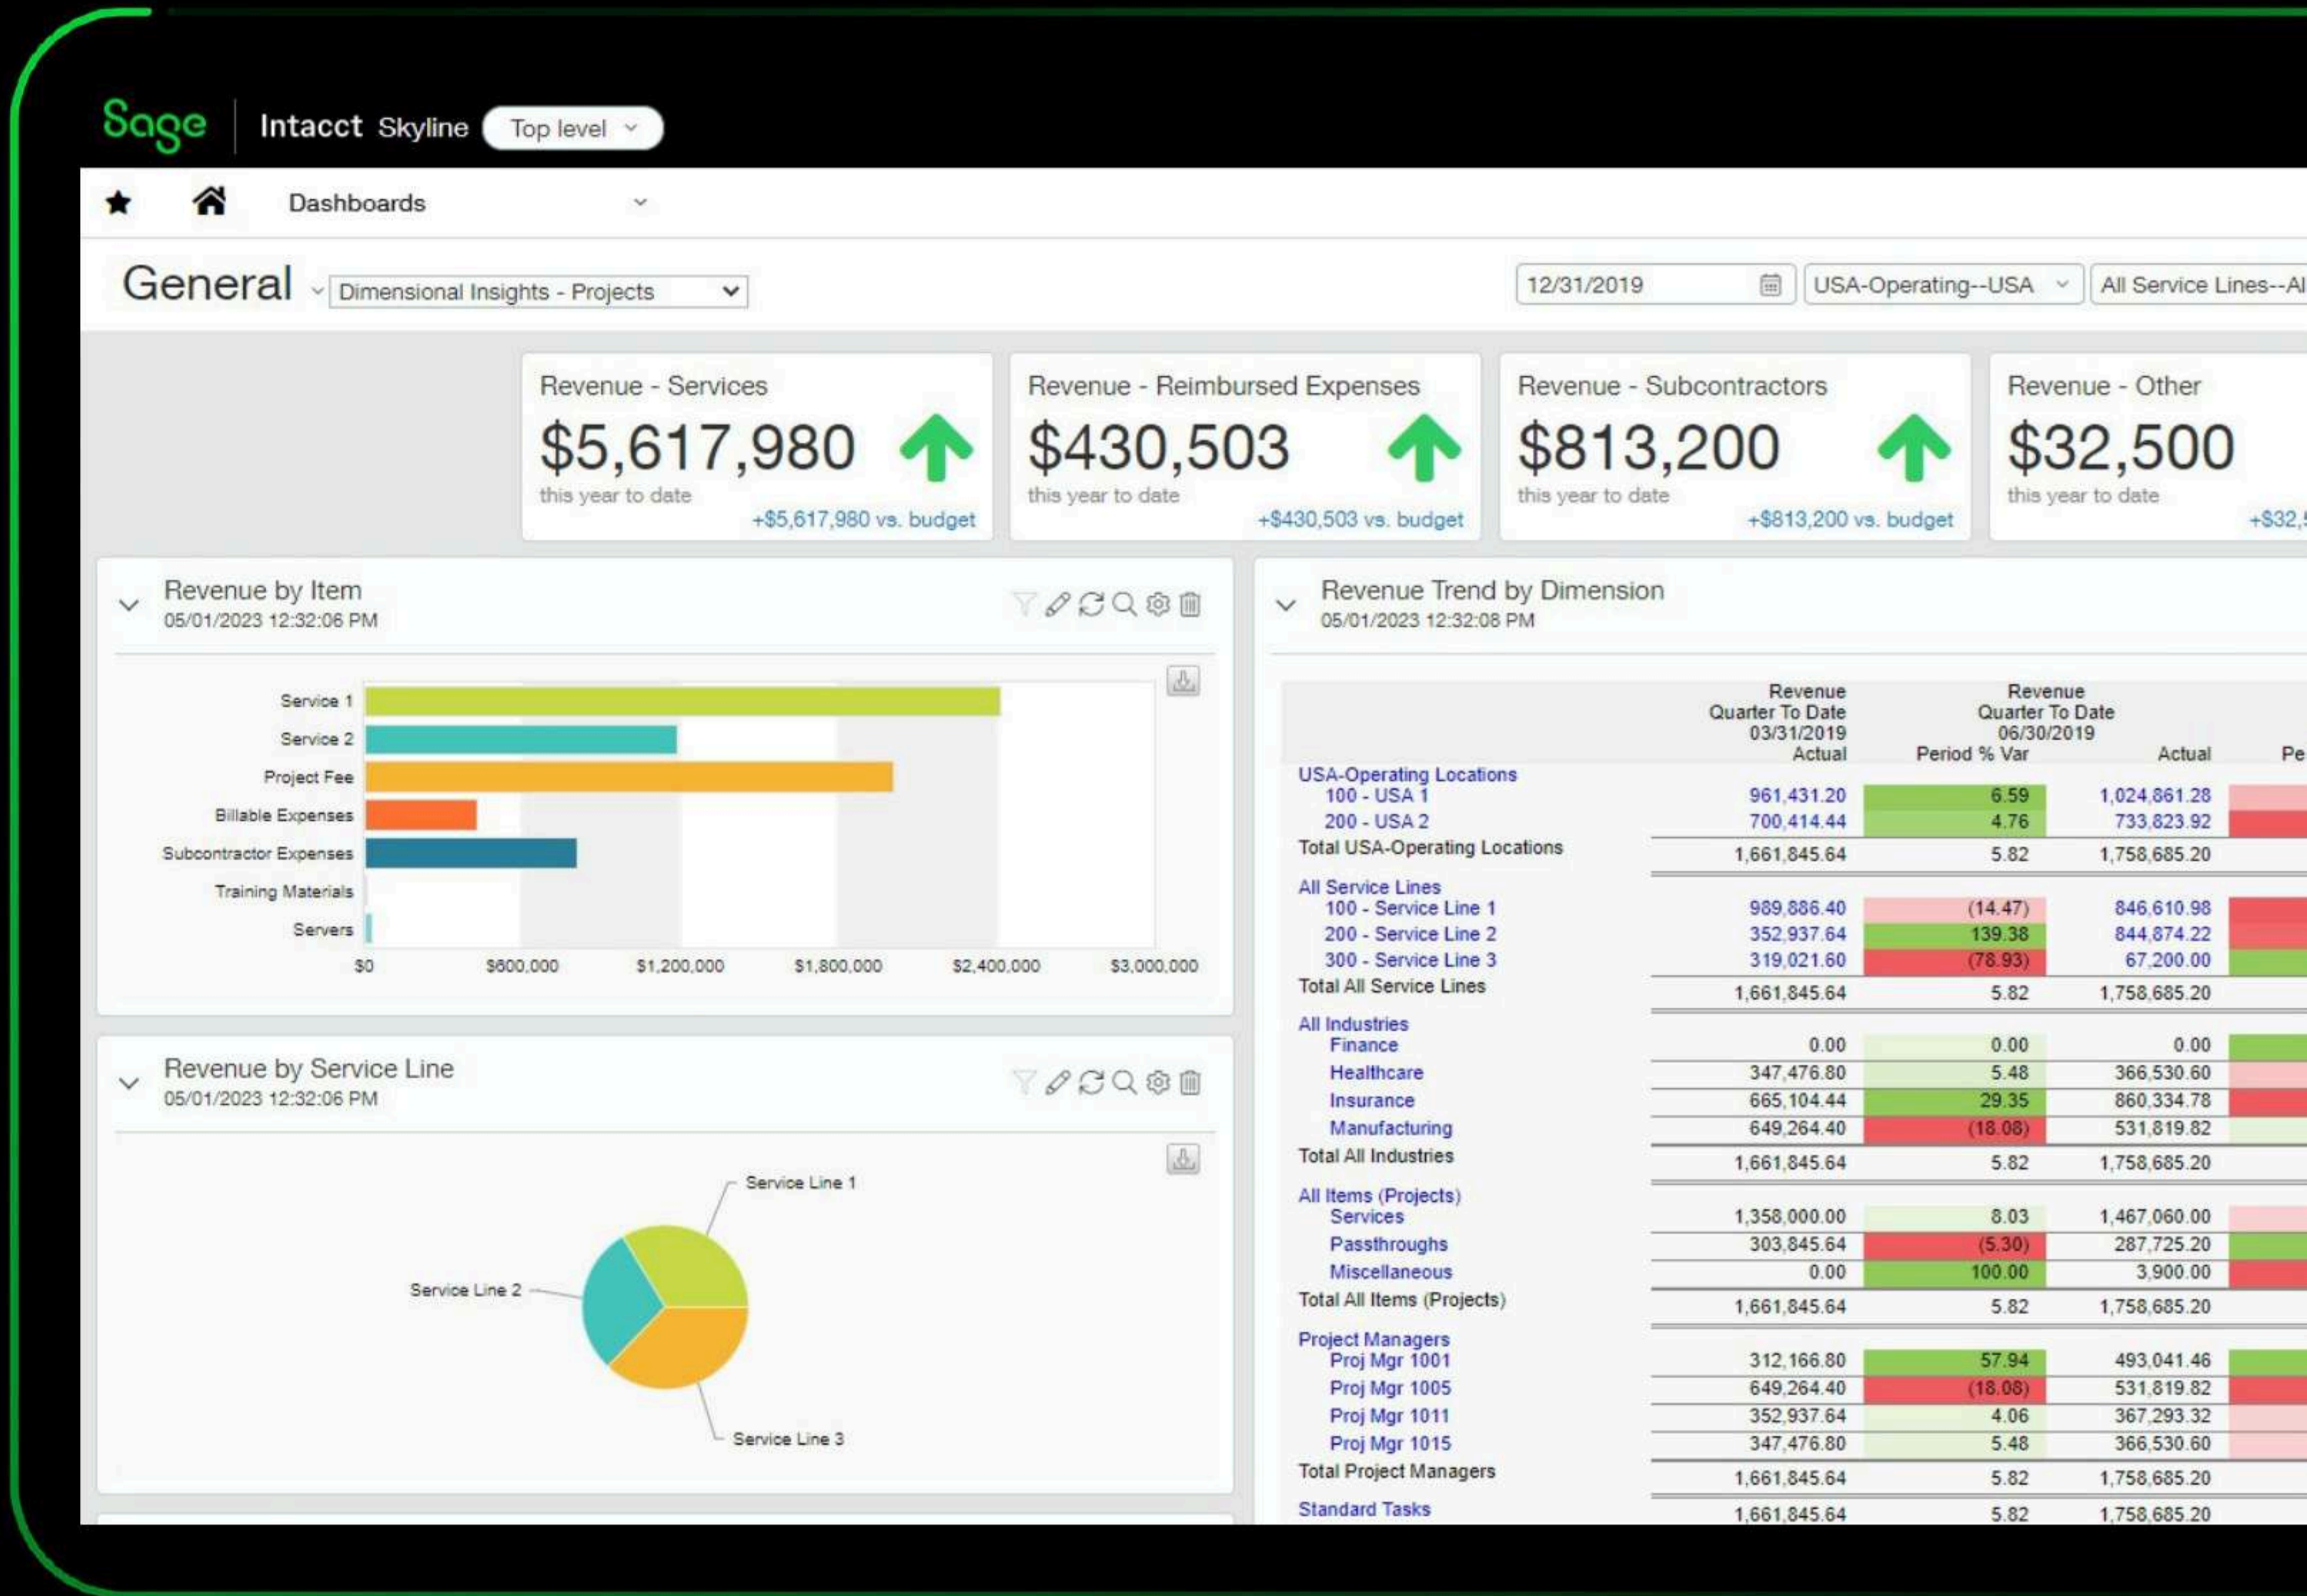 Sage Intacct Skyline Top level
Dashboards
General Dimensional Insights - Projects 12/31/2019 USA-Operating--USA All Service Lines--Al
Revenue - Services
$5,617,980
this year to date
+$5,617,980 vs. budget
Revenue - Reimbursed Expenses
$430,503
this year to date
+$430,503 vs. budget
Revenue - Subcontractors
$813,200
this year to date
+$813,200 vs. budget
Revenue - Other
$32,500
this year to date
+$32,5
Revenue by Item
05/01/2023 12:32:06 PM
Service 1
Service 2
Project Fee
Billable Expenses
Subcontractor Expenses
Training Materials
Servers
$0 $600,000 $1,200,000 $1,800,000 $2,400,000 $3,000,000
Revenue by Service Line
05/01/2023 12:32:06 PM
Service Line 1
Service Line 2
Service Line 3
Revenue Trend by Dimension
05/01/2023 12:32:08 PM
Revenue Revenue
Quarter To Date Quarter To Date
03/31/2019 06/30/2019
Actual Period % Var Actual Pe
USA-Operating Locations
100 - USA 1 961,431.20 6.59 1,024,861.28
200 - USA 2 700,414.44 4.76 733,823.92
Total USA-Operating Locations 1,661,845.64 5.82 1,758,685.20
All Service Lines
100 - Service Line 1 989,886.40 (14.47) 846,610.98
200 - Service Line 2 352,937.64 139.38 844,874.22
300 - Service Line 3 319,021.60 (78.93) 67,200.00
Total All Service Lines 1,661,845.64 5.82 1,758,685.20
All Industries
Finance 0.00 0.00 0.00
Healthcare 347,476.80 5.48 366,530.60
Insurance 665,104.44 29.35 860,334.78
Manufacturing 649,264.40 (18.08) 531,819.82
Total All Industries 1,661,845.64 5.82 1,758,685.20
All Items (Projects)
Services 1,358,000.00 8.03 1,467,060.00
Passthroughs 303,845.64 (5.30) 287,725.20
Miscellaneous 0.00 100.00 3,900.00
Total All Items (Projects) 1,661,845.64 5.82 1,758,685.20
Project Managers
Proj Mgr 1001 312,166.80 57.94 493,041.46
Proj Mgr 1005 649,264.40 (18.08) 531,819.82
Proj Mgr 1011 352,937.64 4.06 367,293.32
Proj Mgr 1015 347,476.80 5.48 366,530.60
Total Project Managers 1,661,845.64 5.82 1,758,685.20
Standard Tasks 1,661,845.64 5.82 1,758,685.20